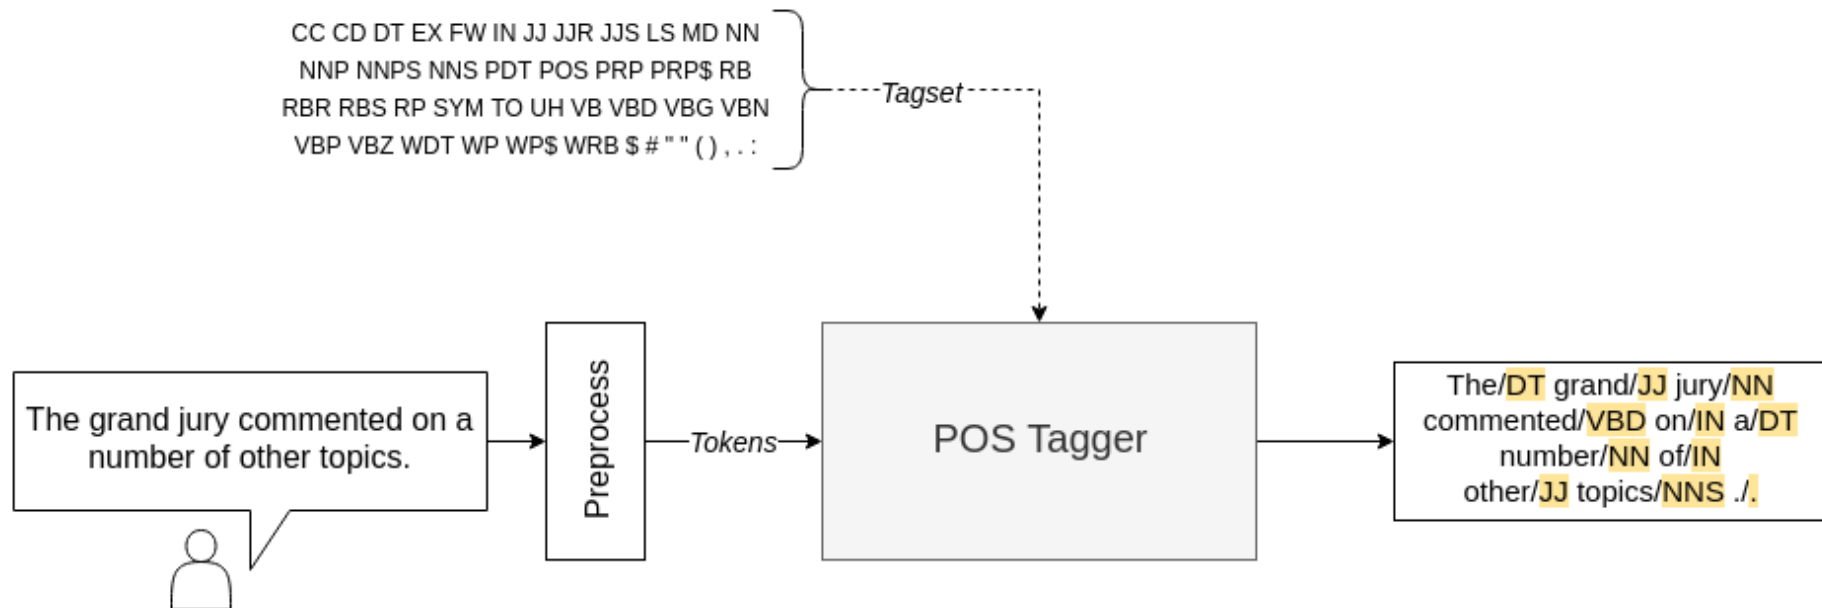 CC CD DT EX FW IN JJ JJR JJS LS MD NN
NNP NNPS NNS PDT POS PRP PRP$ RB
RBR RBS RP SYM TO UH VB VBD VBG VBN
VBP VBZ WDT WP WP$ WRB $ # " " ( ) , . :
Tagset
The grand jury commented on a
number of other topics.
Preprocess
Tokens
POS Tagger
The/DT grand/JJ jury/NN
commented/VBD on/IN a/DT
number/NN of/IN
other/JJ topics/NNS ./.